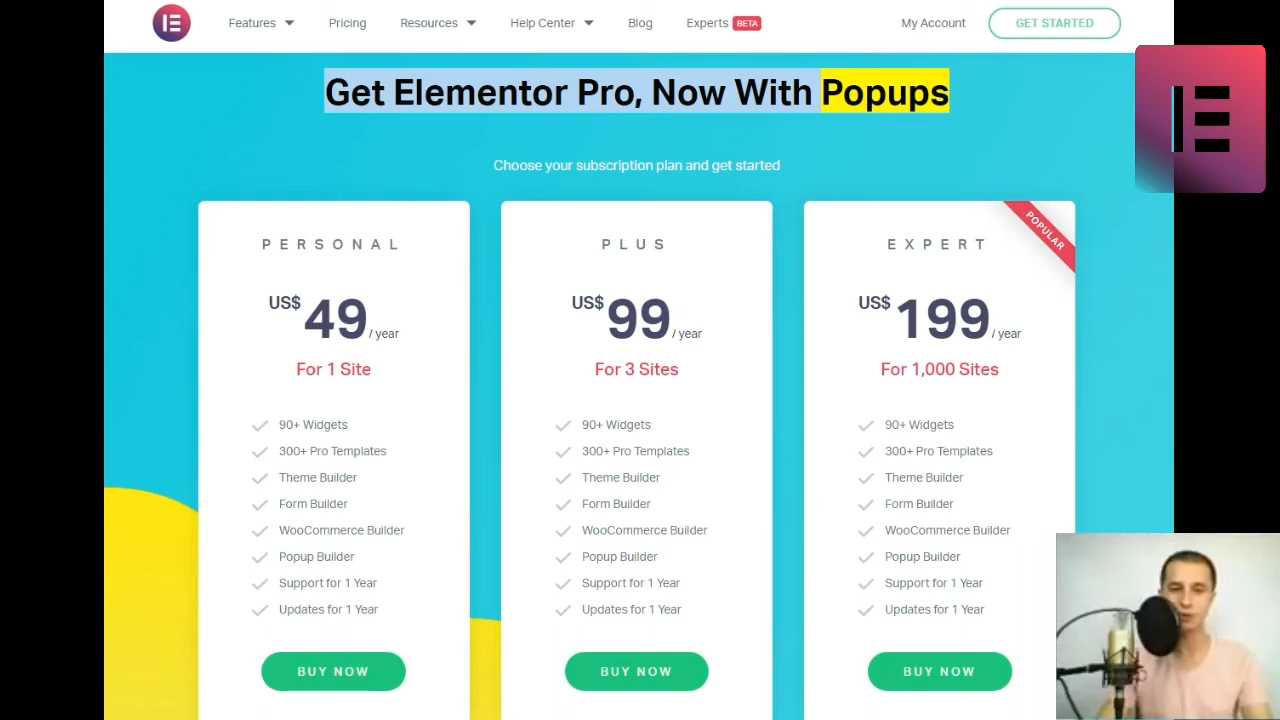 Features Pricing Resources Help Center Blog Experts BETA My Account GET STARTED
Get Elementor Pro, Now With Popups
Choose your subscription plan and get started
PERSONAL
US$ 49 / year
For 1 Site
90+ Widgets
300+ Pro Templates
Theme Builder
Form Builder
WooCommerce Builder
Popup Builder
Support for 1 Year
Updates for 1 Year
BUY NOW
PLUS
US$ 99 / year
For 3 Sites
90+ Widgets
300+ Pro Templates
Theme Builder
Form Builder
WooCommerce Builder
Popup Builder
Support for 1 Year
Updates for 1 Year
BUY NOW
POPULAR
EXPERT
US$ 199 / year
For 1,000 Sites
90+ Widgets
300+ Pro Templates
Theme Builder
Form Builder
WooCommerce Builder
Popup Builder
Support for 1 Year
Updates for 1 Year
BUY NOW